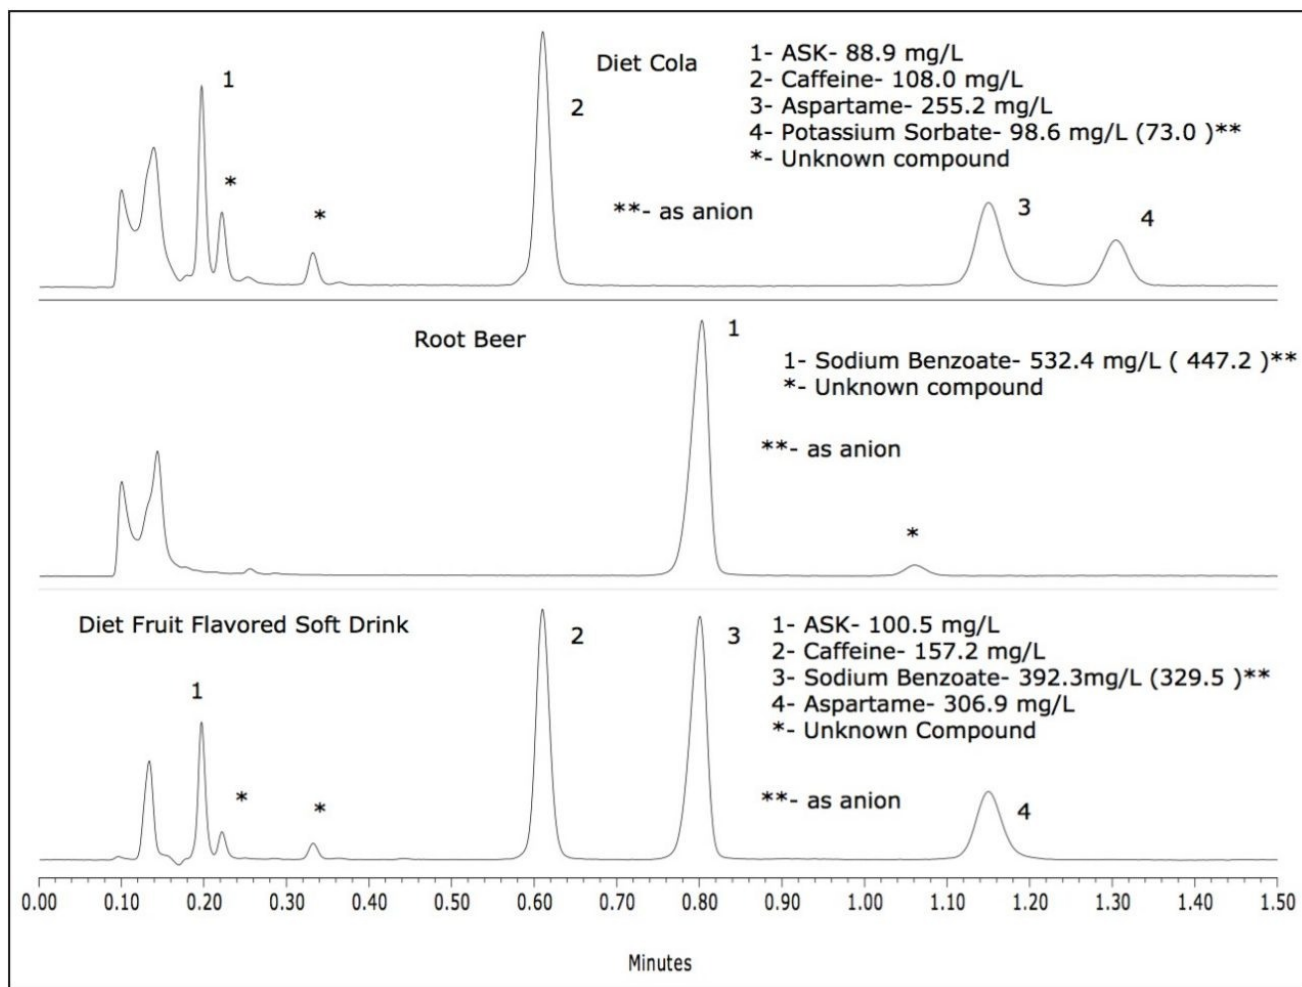 Diet Cola
1- ASK- 88.9 mg/L
2- Caffeine- 108.0 mg/L
3- Aspartame- 255.2 mg/L
4- Potassium Sorbate- 98.6 mg/L (73.0 )**
*- Unknown compound
**- as anion
1
*
*
2
3
4
Root Beer
1
1- Sodium Benzoate- 532.4 mg/L ( 447.2 )**
*- Unknown compound
**- as anion
*
Diet Fruit Flavored Soft Drink
1- ASK- 100.5 mg/L
2- Caffeine- 157.2 mg/L
3- Sodium Benzoate- 392.3mg/L (329.5 )**
4- Aspartame- 306.9 mg/L
*- Unknown Compound
**- as anion
1
*
*
2
3
4
0.00 0.10 0.20 0.30 0.40 0.50 0.60 0.70 0.80 0.90 1.00 1.10 1.20 1.30 1.40 1.50
Minutes